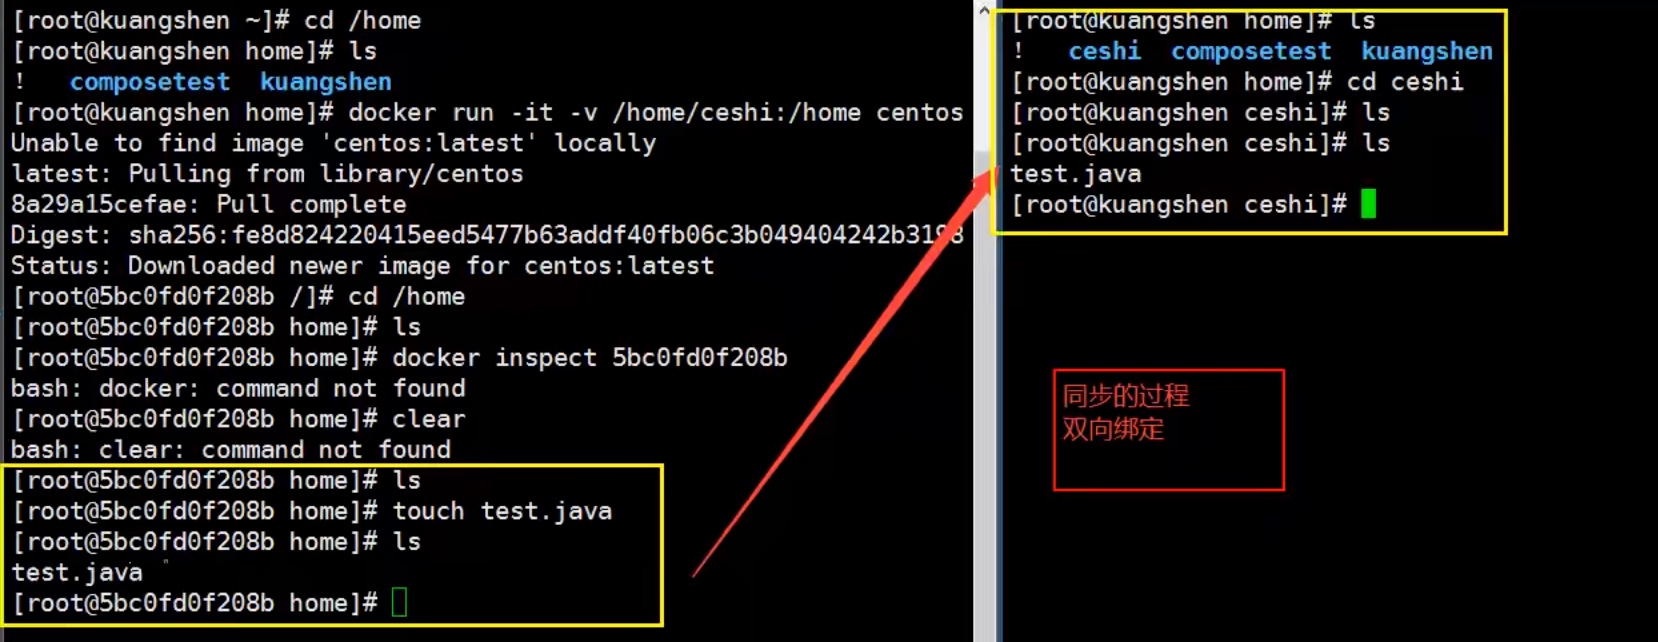 [root@kuangshen ~]# cd /home
[root@kuangshen home]# ls
!   composetest  kuangshen
[root@kuangshen home]# docker run -it -v /home/ceshi:/home centos
Unable to find image 'centos:latest' locally
latest: Pulling from library/centos
8a29a15cefae: Pull complete
Digest: sha256:fe8d824220415eed5477b63addf40fb06c3b049404242b3198
Status: Downloaded newer image for centos:latest
[root@5bc0fd0f208b /]# cd /home
[root@5bc0fd0f208b home]# ls
[root@5bc0fd0f208b home]# docker inspect 5bc0fd0f208b
bash: docker: command not found
[root@5bc0fd0f208b home]# clear
bash: clear: command not found
[root@5bc0fd0f208b home]# ls
[root@5bc0fd0f208b home]# touch test.java
[root@5bc0fd0f208b home]# ls
test.java
[root@5bc0fd0f208b home]#
[root@kuangshen home]# ls
!   ceshi  composetest  kuangshen
[root@kuangshen home]# cd ceshi
[root@kuangshen ceshi]# ls
[root@kuangshen ceshi]# ls
test.java
[root@kuangshen ceshi]#
同步的过程
双向绑定